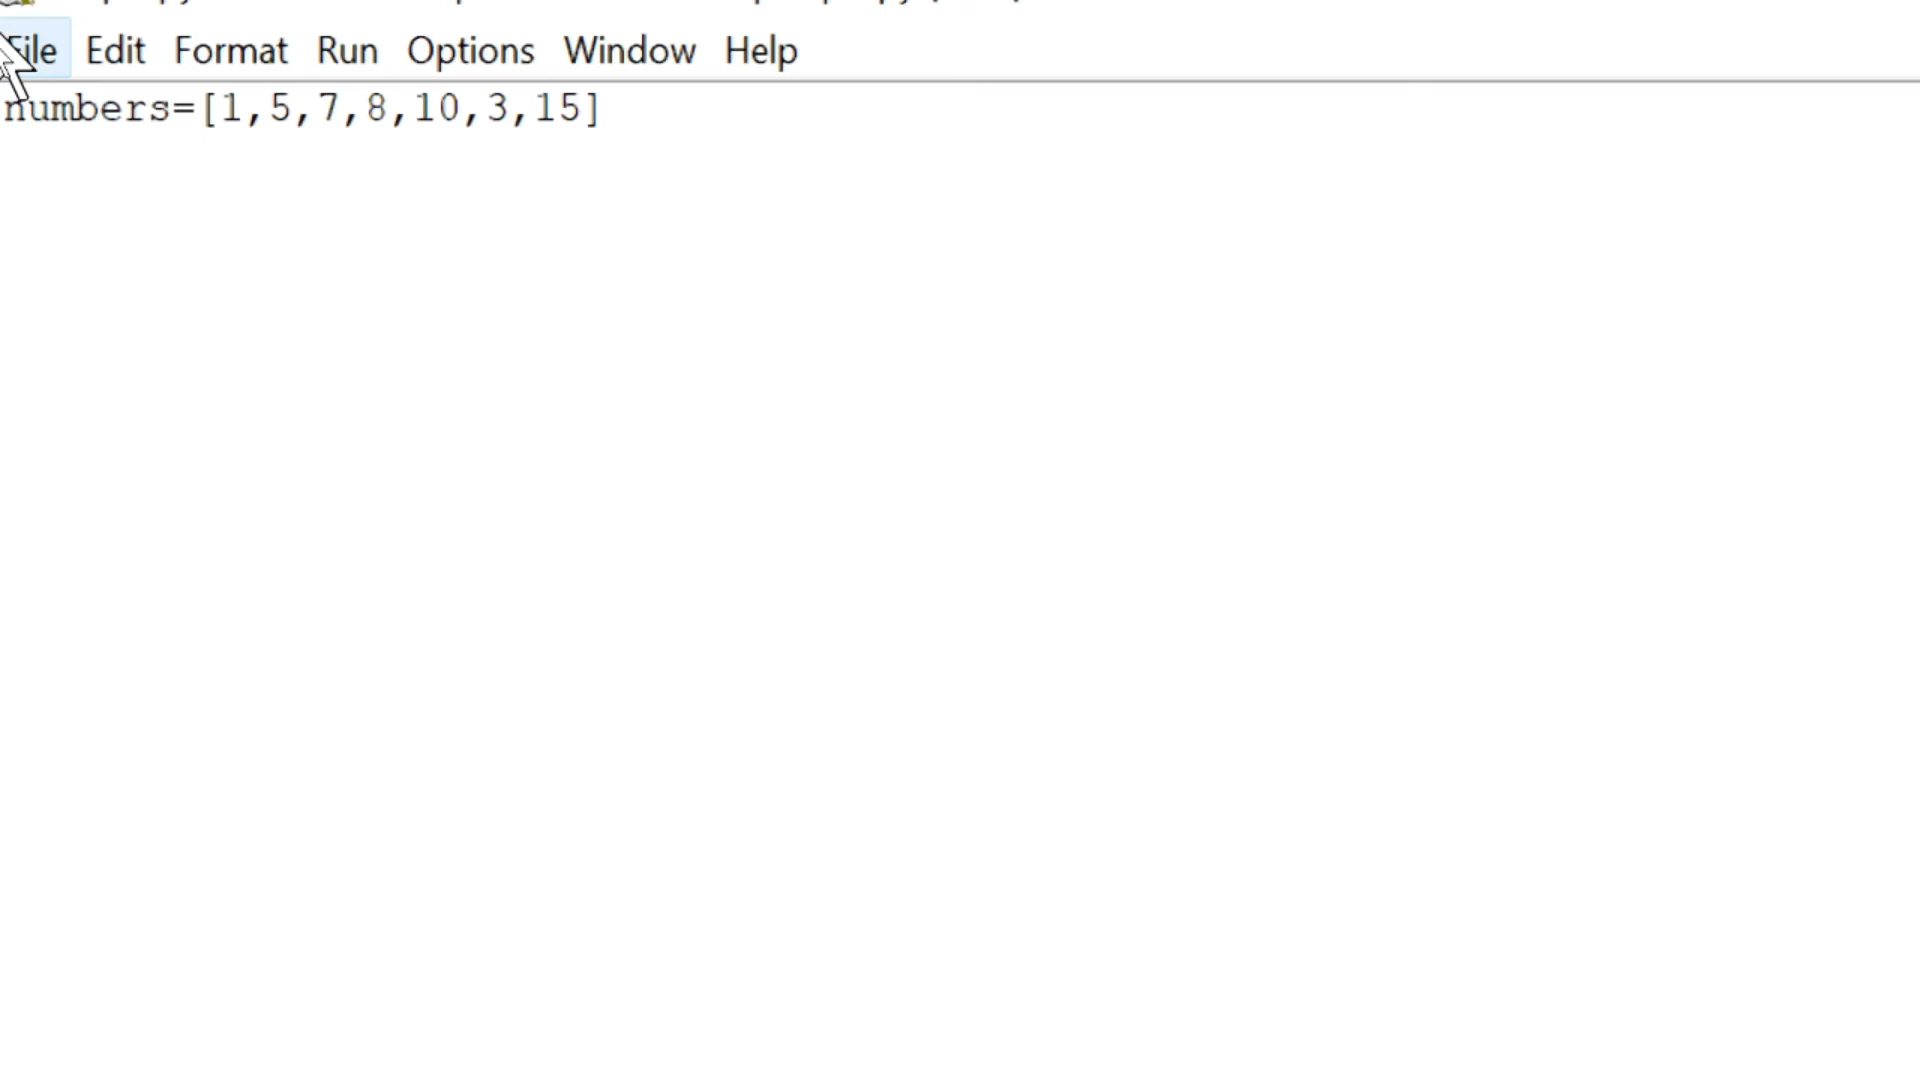 File Edit Format Run Options Window Help
numbers=[1,5,7,8,10,3,15]